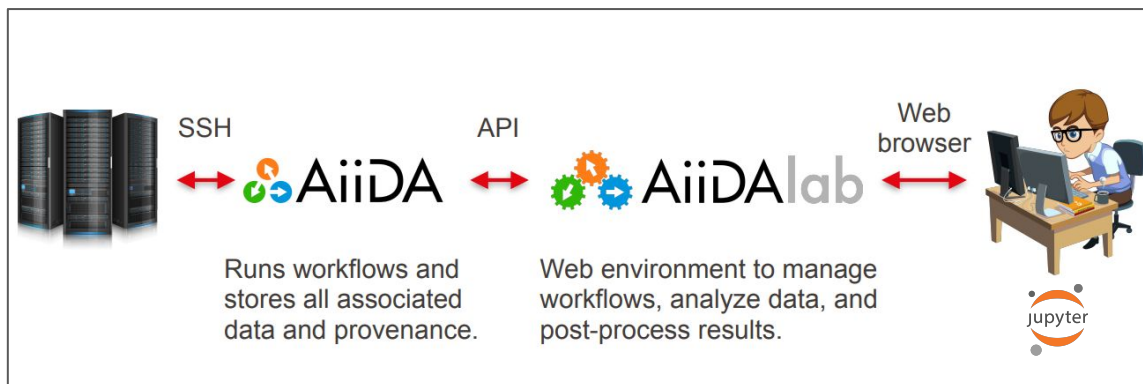 SSH
AiiDA
API
AiiDAlab
Web
browser
Runs workflows and
stores all associated
data and provenance.
Web environment to manage
workflows, analyze data, and
post-process results.
jupyter